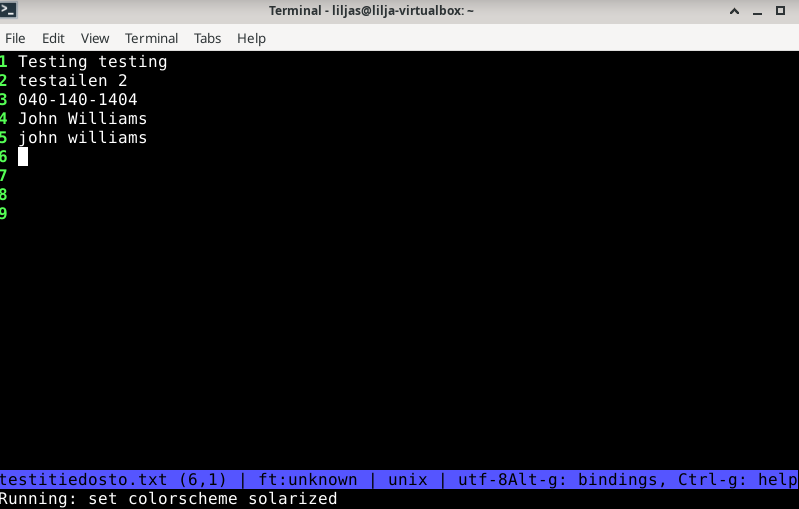 Terminal - liljas@lilja-virtualbox: ~
File Edit View Terminal Tabs Help
1 Testing testing
2 testailen 2
3 040-140-1404
4 John Williams
5 john williams
6
7
8
9
testitiedosto.txt (6,1) | ft:unknown | unix | utf-8Alt-g: bindings, Ctrl-g: help
Running: set colorscheme solarized